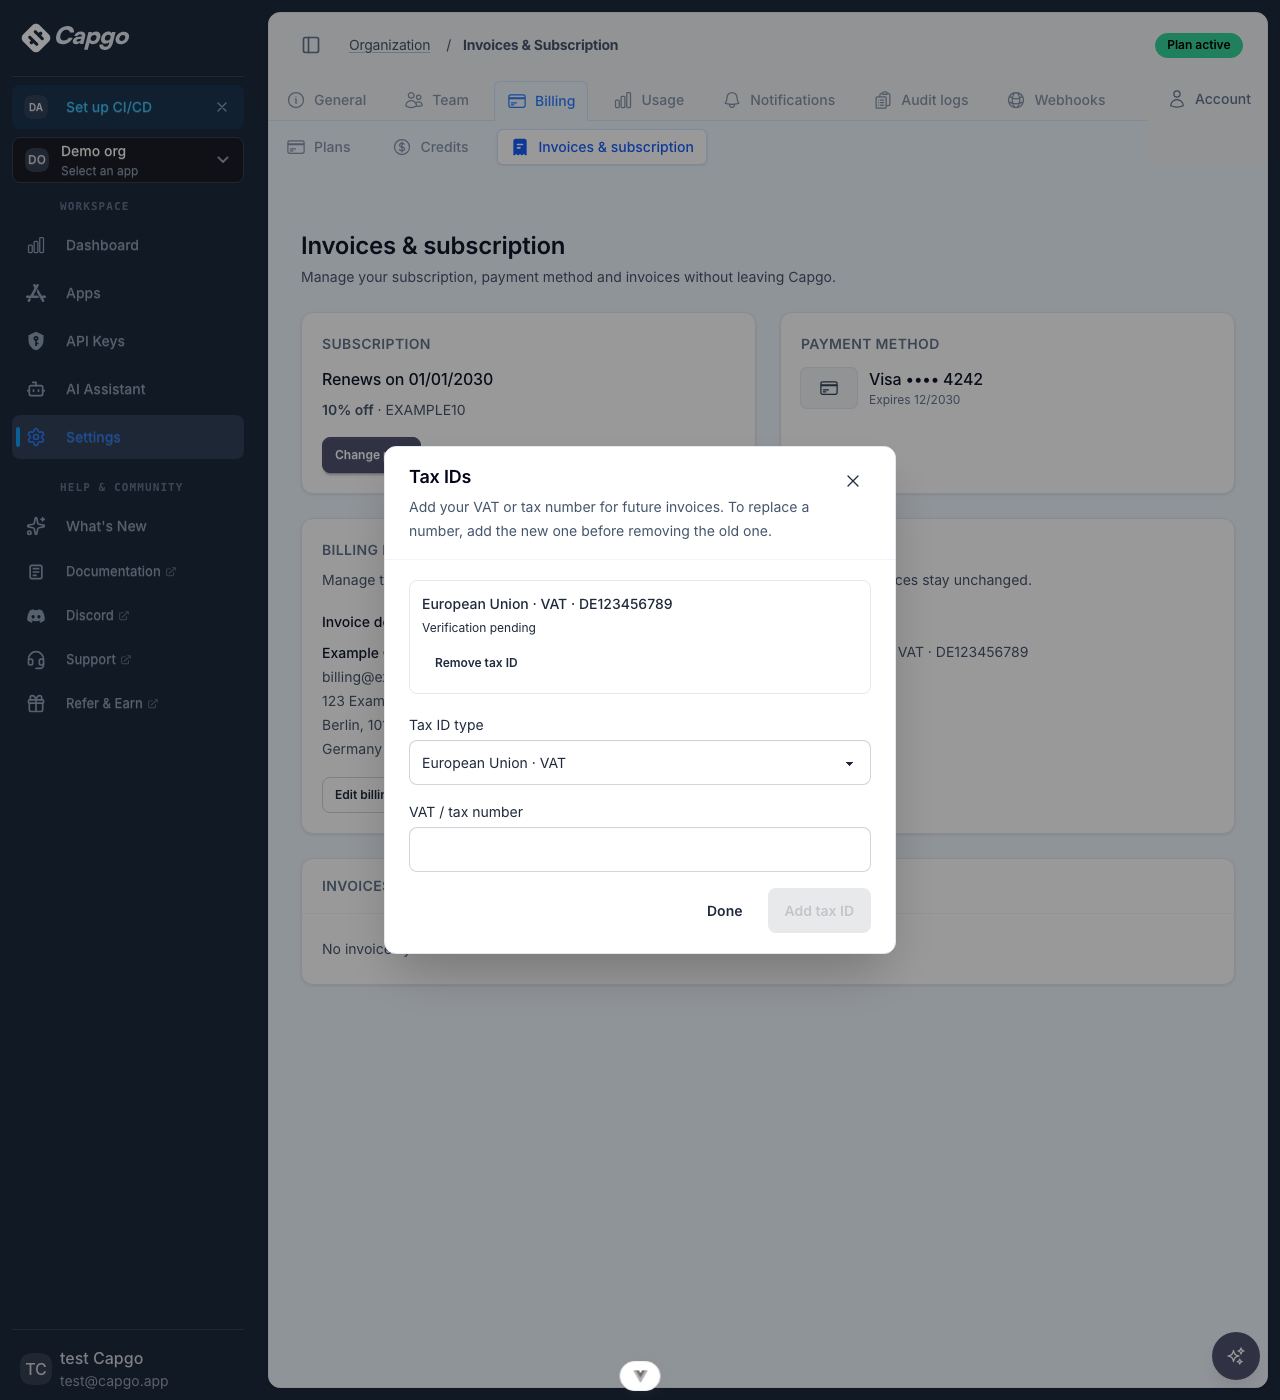 Capgo
DA
Set up CI/CD
DO
Demo org
Select an app
WORKSPACE
Dashboard
Apps
API Keys
AI Assistant
Settings
HELP & COMMUNITY
What's New
Documentation
Discord
Support
Refer & Earn
TC
test Capgo
test@capgo.app
Organization / Invoices & Subscription
Plan active
General
Team
Billing
Usage
Notifications
Audit logs
Webhooks
Account
Plans
Credits
Invoices & subscription
Invoices & subscription
Manage your subscription, payment method and invoices without leaving Capgo.
SUBSCRIPTION
Renews on 01/01/2030
10% off · EXAMPLE10
Change
PAYMENT METHOD
Visa •••• 4242
Expires 12/2030
BILLING
Manage
stay unchanged.
Invoice
Example
VAT · DE123456789
123
Berlin,
Germany
Edit
INVOICES
No
Tax IDs
Add your VAT or tax number for future invoices. To replace a
number, add the new one before removing the old one.
European Union · VAT · DE123456789
Verification pending
Remove tax ID
Tax ID type
European Union · VAT
VAT / tax number
Done
Add tax ID